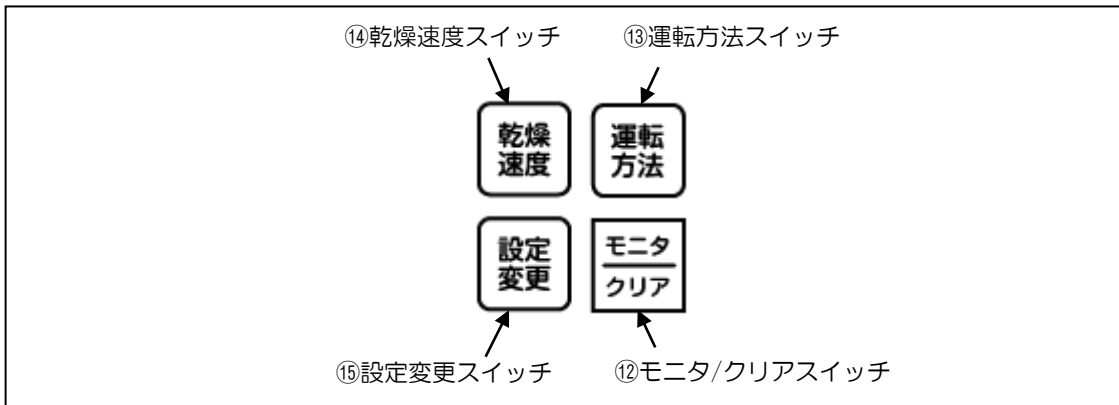 ⑭乾燥速度スイッチ
⑬運転方法スイッチ
乾燥
速度
運転
方法
設定
変更
モニタ
クリア
⑮設定変更スイッチ
⑫モニタ/クリアスイッチ